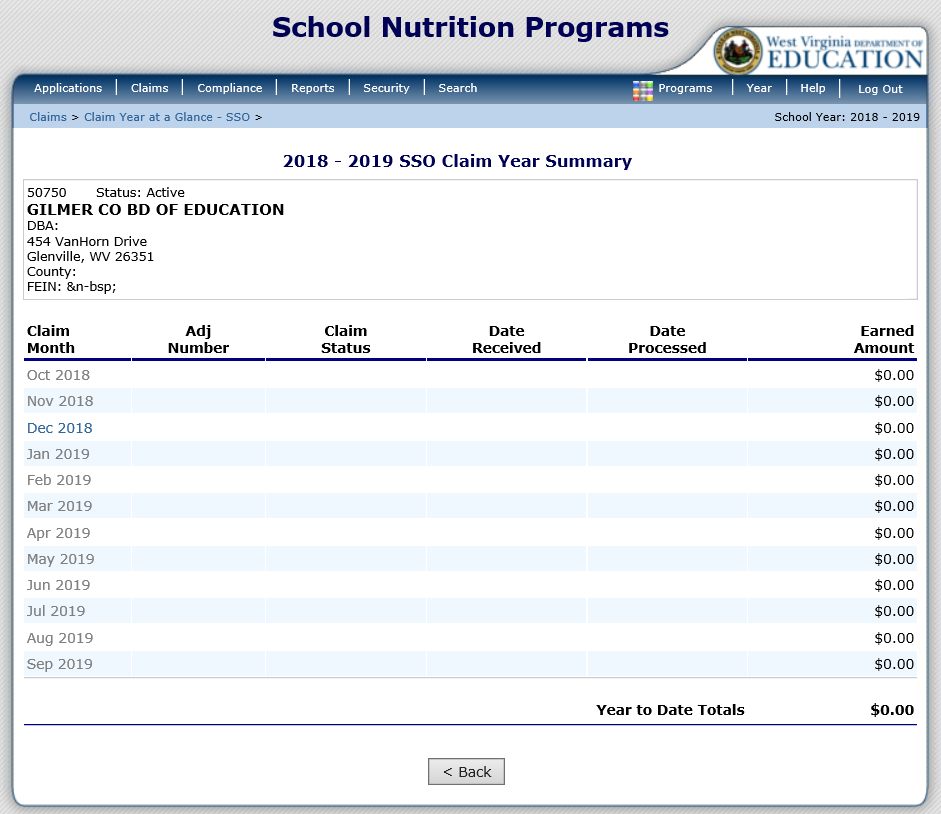 School Nutrition Programs
West Virginia DEPARTMENT OF
EDUCATION
Applications Claims Compliance Reports Security Search Programs Year Help Log Out
Claims > Claim Year at a Glance - SSO > School Year: 2018 - 2019
2018 - 2019 SSO Claim Year Summary
50750 Status: Active
GILMER CO BD OF EDUCATION
DBA:
454 VanHorn Drive
Glenville, WV 26351
County:
FEIN: &n-bsp;
Claim Adj Claim Date Date Earned
Month Number Status Received Processed Amount
Oct 2018 $0.00
Nov 2018 $0.00
Dec 2018 $0.00
Jan 2019 $0.00
Feb 2019 $0.00
Mar 2019 $0.00
Apr 2019 $0.00
May 2019 $0.00
Jun 2019 $0.00
Jul 2019 $0.00
Aug 2019 $0.00
Sep 2019 $0.00
Year to Date Totals $0.00
< Back